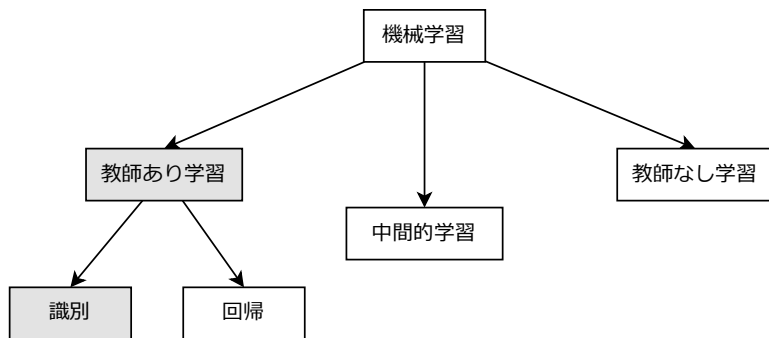 機械学習
教師あり学習
教師なし学習
中間的学習
識別
回帰